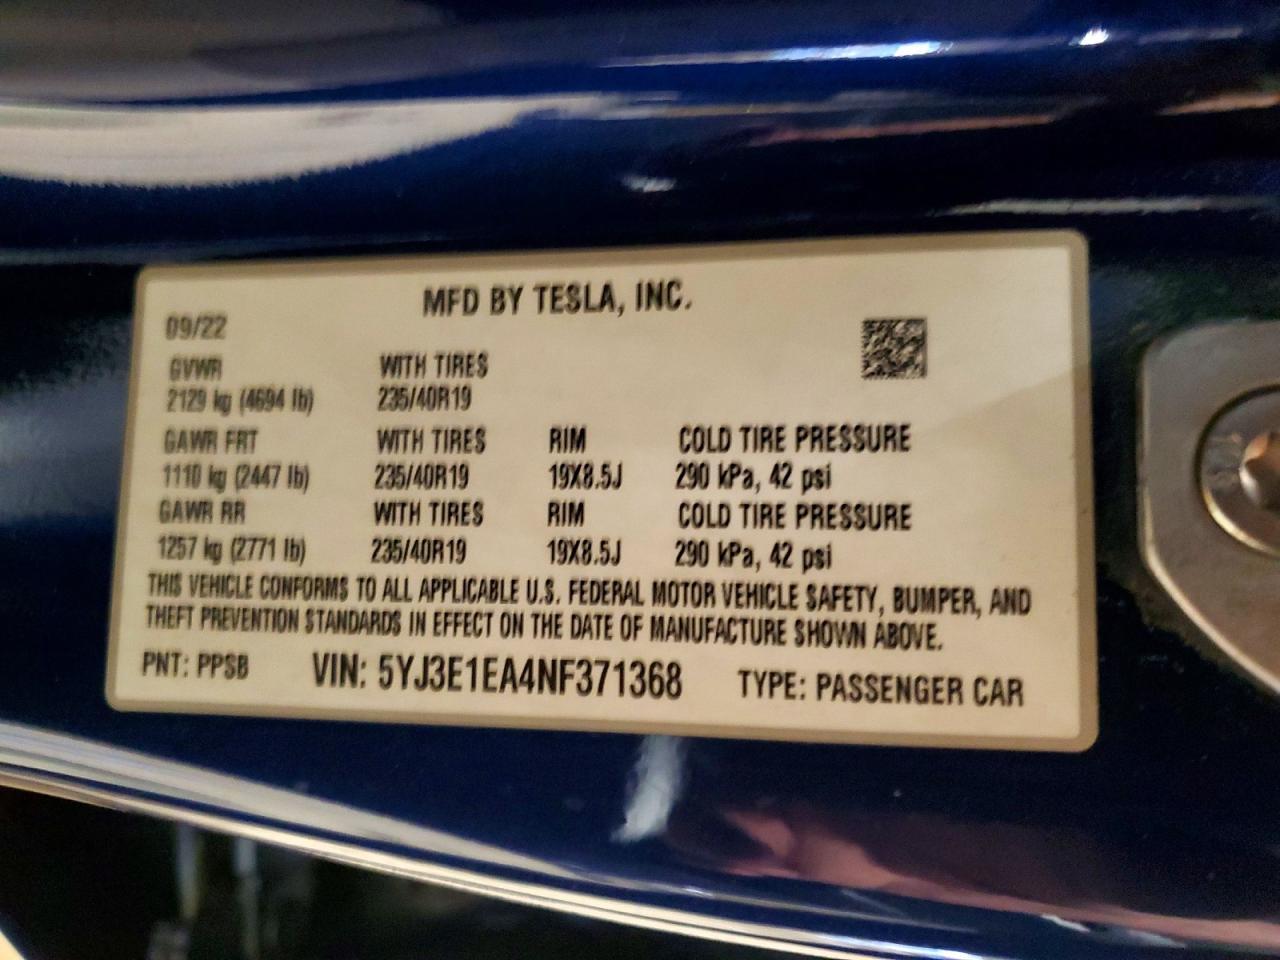 MFD BY TESLA, INC.
09/22
GVWR WITH TIRES
2129 kg (4694 lb) 235/40R19
GAWR FRT WITH TIRES RIM COLD TIRE PRESSURE
1110 kg (2447 lb) 235/40R19 19X8.5J 290 kPa, 42 psi
GAWR RR WITH TIRES RIM COLD TIRE PRESSURE
1257 kg (2771 lb) 235/40R19 19X8.5J 290 kPa, 42 psi
THIS VEHICLE CONFORMS TO ALL APPLICABLE U.S. FEDERAL MOTOR VEHICLE SAFETY, BUMPER, AND
THEFT PREVENTION STANDARDS IN EFFECT ON THE DATE OF MANUFACTURE SHOWN ABOVE.
PNT: PPSB VIN: 5YJ3E1EA4NF371368 TYPE: PASSENGER CAR